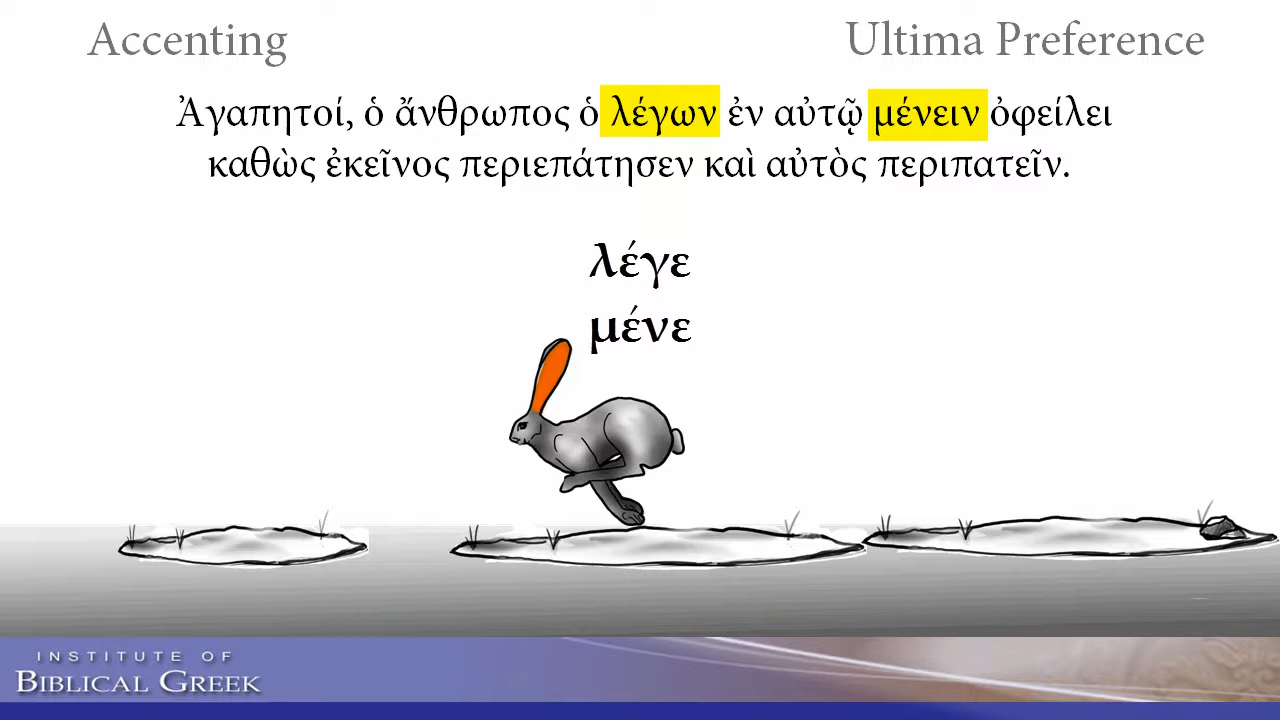 Accenting
Ultima Preference
Ἀγαπητοί, ὁ ἄνθρωπος ὁ λέγων ἐν αὐτῷ μένειν ὀφείλει
καθὼς ἐκεῖνος περιεπάτησεν καὶ αὐτὸς περιπατεῖν.
λέγε
μένε
INSTITUTE OF
BIBLICAL GREEK